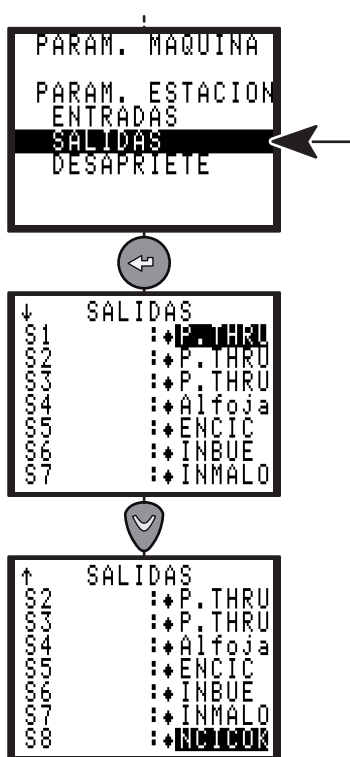 PARAM. MAQUINA
PARAM. ESTACION
ENTRADAS
SALIDAS
DESAPRIETE
↓ SALIDAS
S1 :♦P.THRU
S2 :♦P.THRU
S3 :♦P.THRU
S4 :♦Alfoja
S5 :♦ENCIC
S6 :♦INBUE
S7 :♦INMALO
↑ SALIDAS
S2 :♦P.THRU
S3 :♦P.THRU
S4 :♦Alfoja
S5 :♦ENCIC
S6 :♦INBUE
S7 :♦INMALO
S8 :♦NCICOR